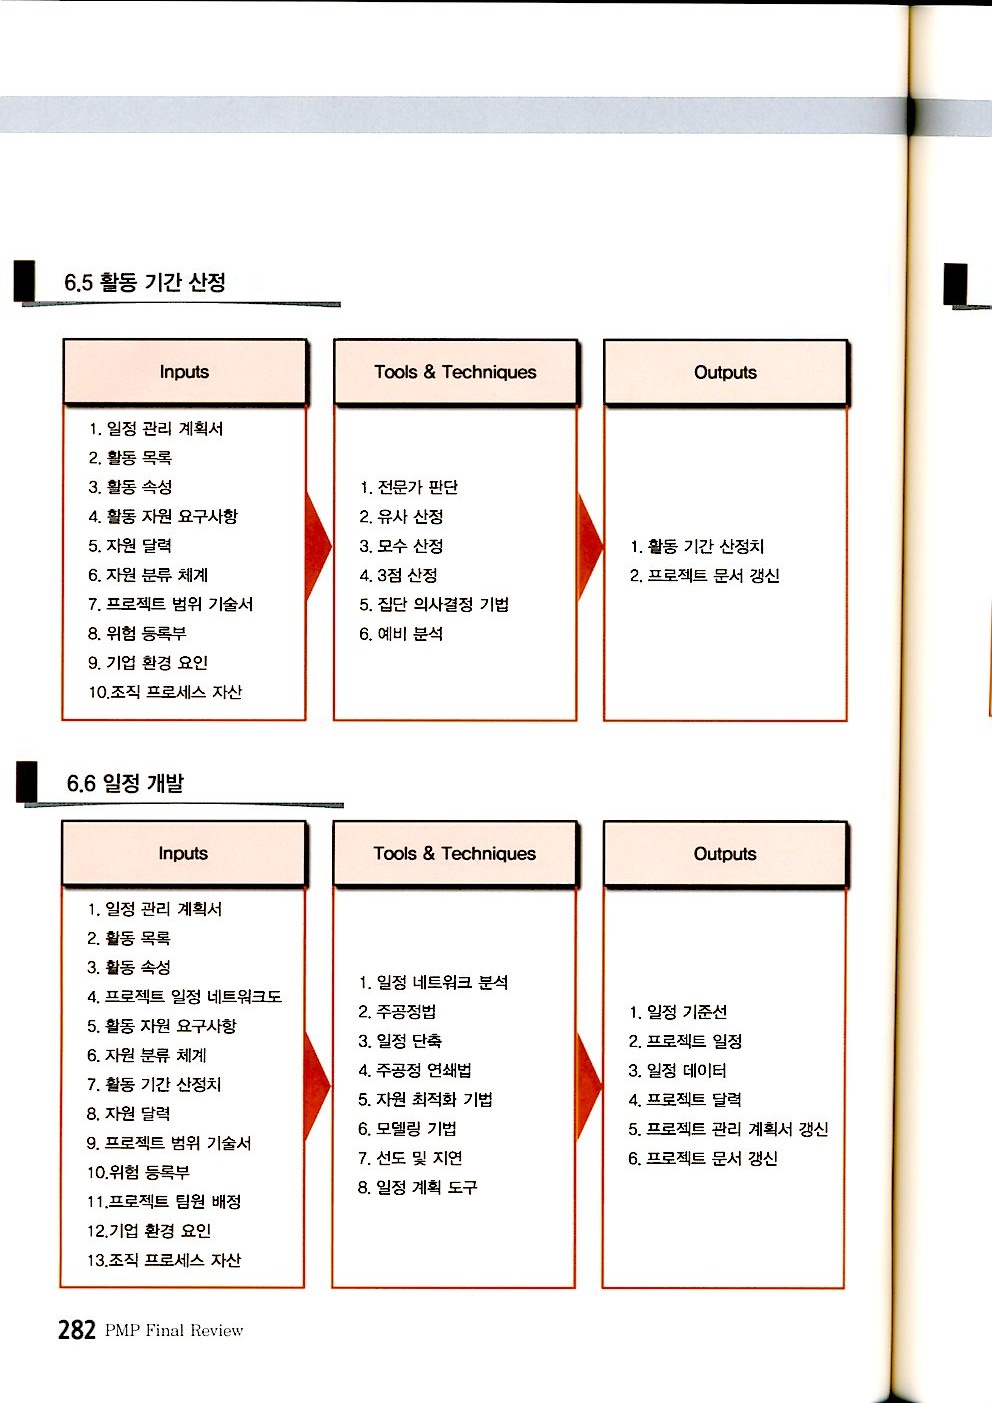 6.5 활동 기간 산정
Inputs
1. 일정 관리 계획서
2. 활동 목록
3. 활동 속성
4. 활동 자원 요구사항
5. 자원 달력
6. 자원 분류 체계
7. 프로젝트 범위 기술서
8. 위험 등록부
9. 기업 환경 요인
10.조직 프로세스 자산
Tools & Techniques
1. 전문가 판단
2. 유사 산정
3. 모수 산정
4. 3점 산정
5. 집단 의사결정 기법
6. 예비 분석
Outputs
1. 활동 기간 산정치
2. 프로젝트 문서 갱신
6.6 일정 개발
Inputs
1. 일정 관리 계획서
2. 활동 목록
3. 활동 속성
4. 프로젝트 일정 네트워크도
5. 활동 자원 요구사항
6. 자원 분류 체계
7. 활동 기간 산정치
8. 자원 달력
9. 프로젝트 범위 기술서
10.위험 등록부
11.프로젝트 팀원 배정
12.기업 환경 요인
13.조직 프로세스 자산
Tools & Techniques
1. 일정 네트워크 분석
2. 주공정법
3. 일정 단축
4. 주공정 연쇄법
5. 자원 최적화 기법
6. 모델링 기법
7. 선도 및 지연
8. 일정 계획 도구
Outputs
1. 일정 기준선
2. 프로젝트 일정
3. 일정 데이터
4. 프로젝트 달력
5. 프로젝트 관리 계획서 갱신
6. 프로젝트 문서 갱신
282 PMP Final Review